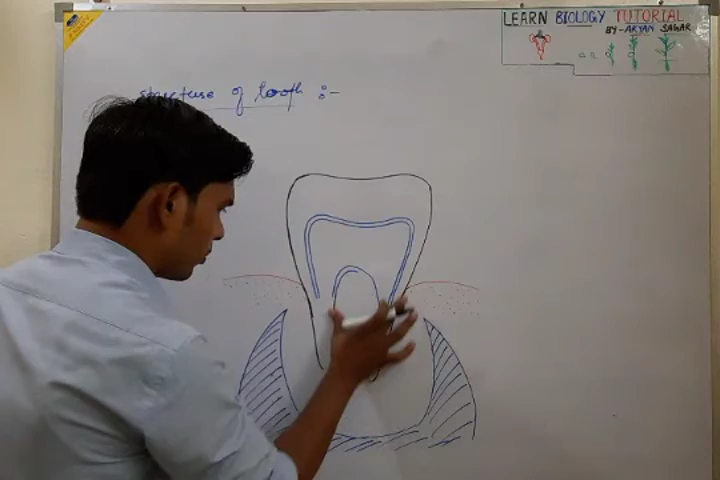 LEARN BIOLOGY TUTORIAL
BY-ARYAN SAGAR
structure of tooth :-